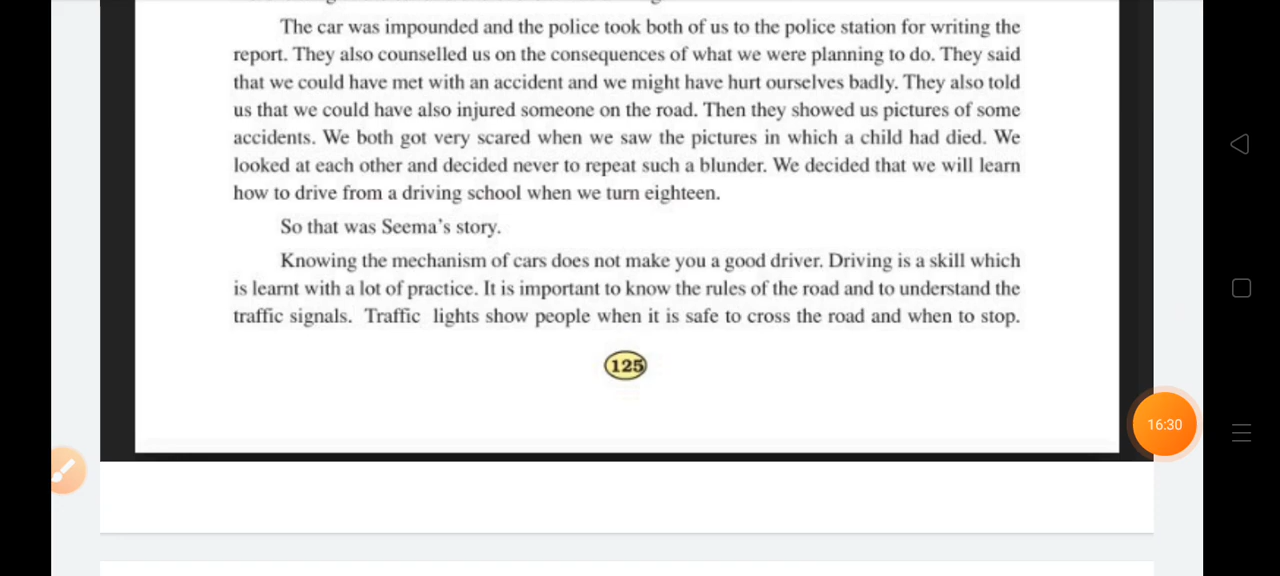 The car was impounded and the police took both of us to the police station for writing the
report. They also counselled us on the consequences of what we were planning to do. They said
that we could have met with an accident and we might have hurt ourselves badly. They also told
us that we could have also injured someone on the road. Then they showed us pictures of some
accidents. We both got very scared when we saw the pictures in which a child had died. We
looked at each other and decided never to repeat such a blunder. We decided that we will learn
how to drive from a driving school when we turn eighteen.
So that was Seema's story.
Knowing the mechanism of cars does not make you a good driver. Driving is a skill which
is learnt with a lot of practice. It is important to know the rules of the road and to understand the
traffic signals. Traffic lights show people when it is safe to cross the road and when to stop.
125
16:30